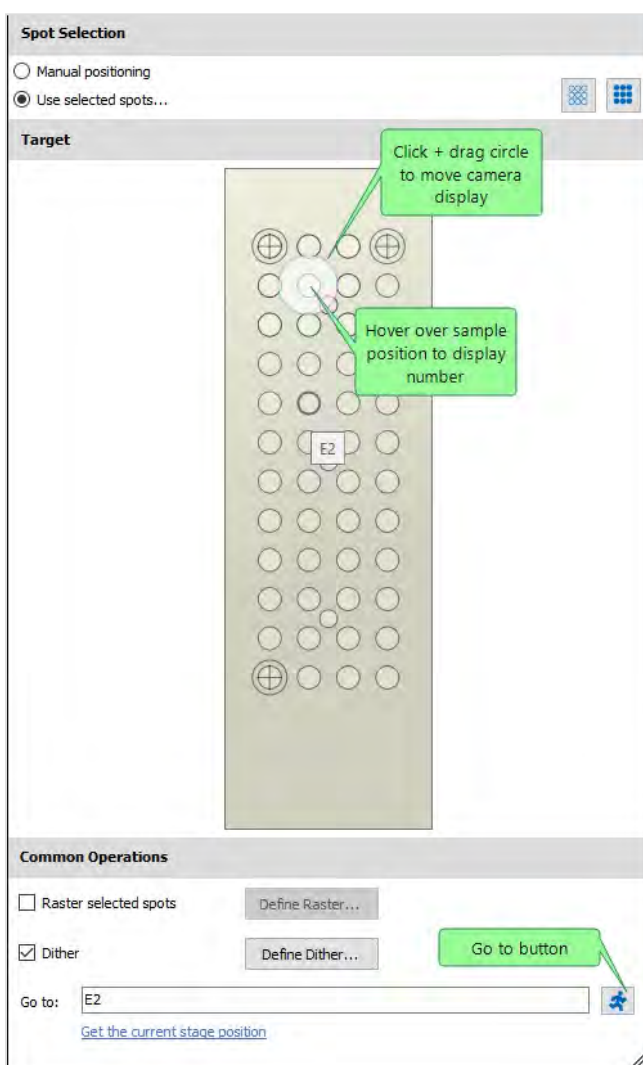 Spot Selection
Manual positioning
Use selected spots...
Target
Click + drag circle
to move camera
display
Hover over sample
position to display
number
E2
Common Operations
Raster selected spots
Define Raster...
Dither
Define Dither...
Go to button
Go to:
E2
Get the current stage position